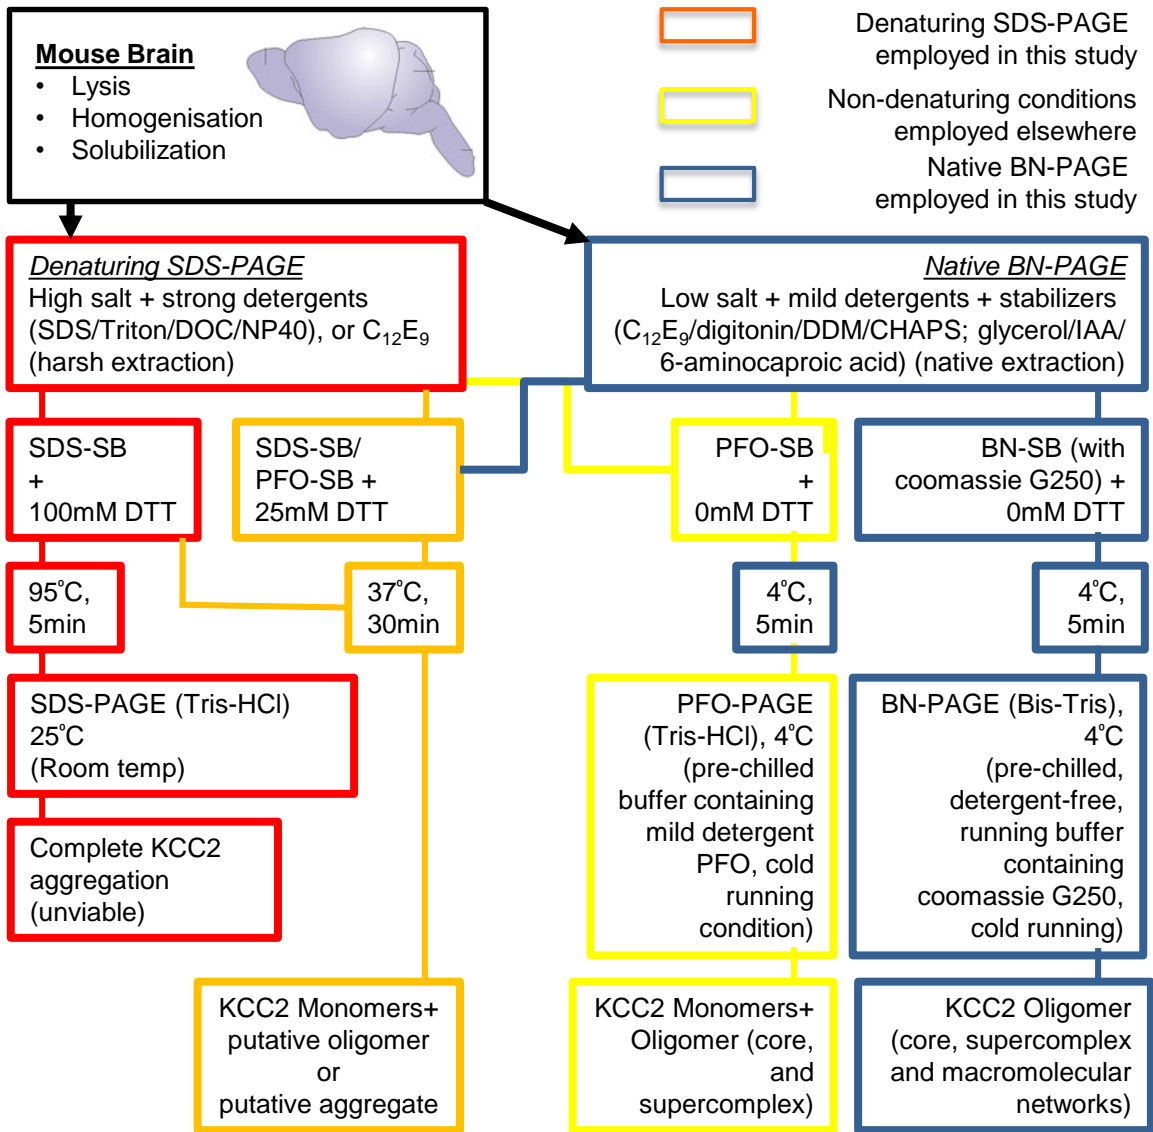 Mouse Brain
• Lysis
• Homogenisation
• Solubilization
Denaturing SDS-PAGE
employed in this study
Non-denaturing conditions
employed elsewhere
Native BN-PAGE
employed in this study
Denaturing SDS-PAGE
High salt + strong detergents
(SDS/Triton/DOC/NP40), or C₁₂E₉
(harsh extraction)
Native BN-PAGE
Low salt + mild detergents + stabilizers
(C₁₂E₉/digitonin/DDM/CHAPS; glycerol/IAA/
6-aminocaproic acid) (native extraction)
SDS-SB
+
100mM DTT
SDS-SB/
PFO-SB +
25mM DTT
PFO-SB
+
0mM DTT
BN-SB (with
coomassie G250) +
0mM DTT
95°C,
5min
37°C,
30min
4°C,
5min
4°C,
5min
SDS-PAGE (Tris-HCl)
25°C
(Room temp)
PFO-PAGE
(Tris-HCl), 4°C
(pre-chilled
buffer containing
mild detergent
PFO, cold
running
condition)
BN-PAGE (Bis-Tris),
4°C
(pre-chilled,
detergent-free,
running buffer
containing
coomassie G250,
cold running)
Complete KCC2
aggregation
(unviable)
KCC2 Monomers+
putative oligomer
or
putative aggregate
KCC2 Monomers+
Oligomer (core,
and
supercomplex)
KCC2 Oligomer
(core, supercomplex
and macromolecular
networks)